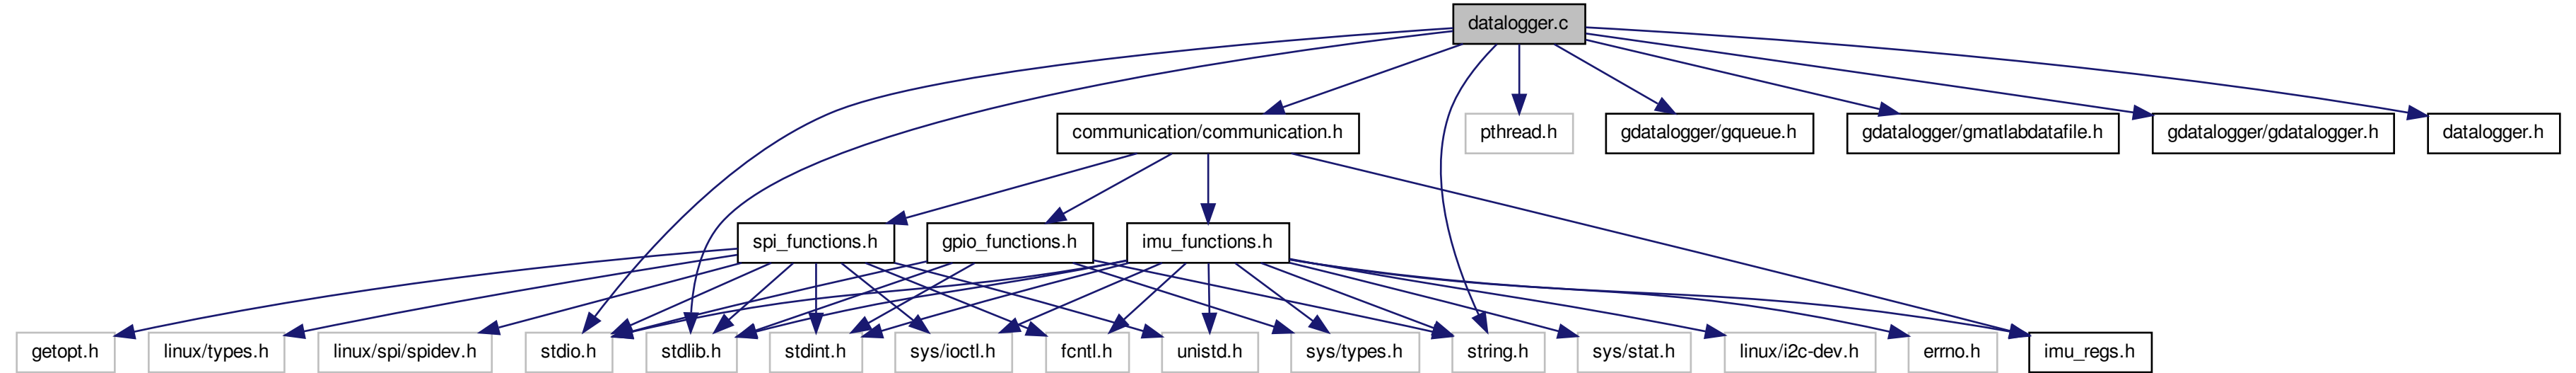 datalogger.c
communication/communication.h
pthread.h
gdatalogger/gqueue.h
gdatalogger/gmatlabdatafile.h
gdatalogger/gdatalogger.h
datalogger.h
spi_functions.h
gpio_functions.h
imu_functions.h
getopt.h
linux/types.h
linux/spi/spidev.h
stdio.h
stdlib.h
stdint.h
sys/ioctl.h
fcntl.h
unistd.h
sys/types.h
string.h
sys/stat.h
linux/i2c-dev.h
errno.h
imu_regs.h